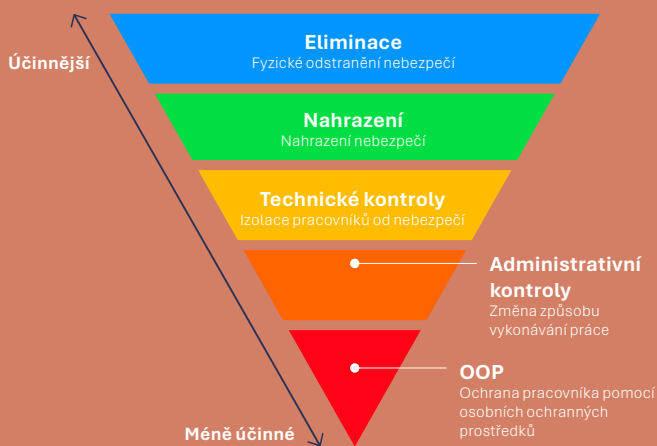 Eliminace
Fyzické odstranění nebezpečí
Účinnější
Nahrazení
Nahrazení nebezpečí
Technické kontroly
Izolace pracovníků od nebezpečí
Administrativní
kontroly
Změna způsobu
vykonávání práce
OOP
Ochrana pracovníka pomocí
osobních ochranných
prostředků
Méně účinné